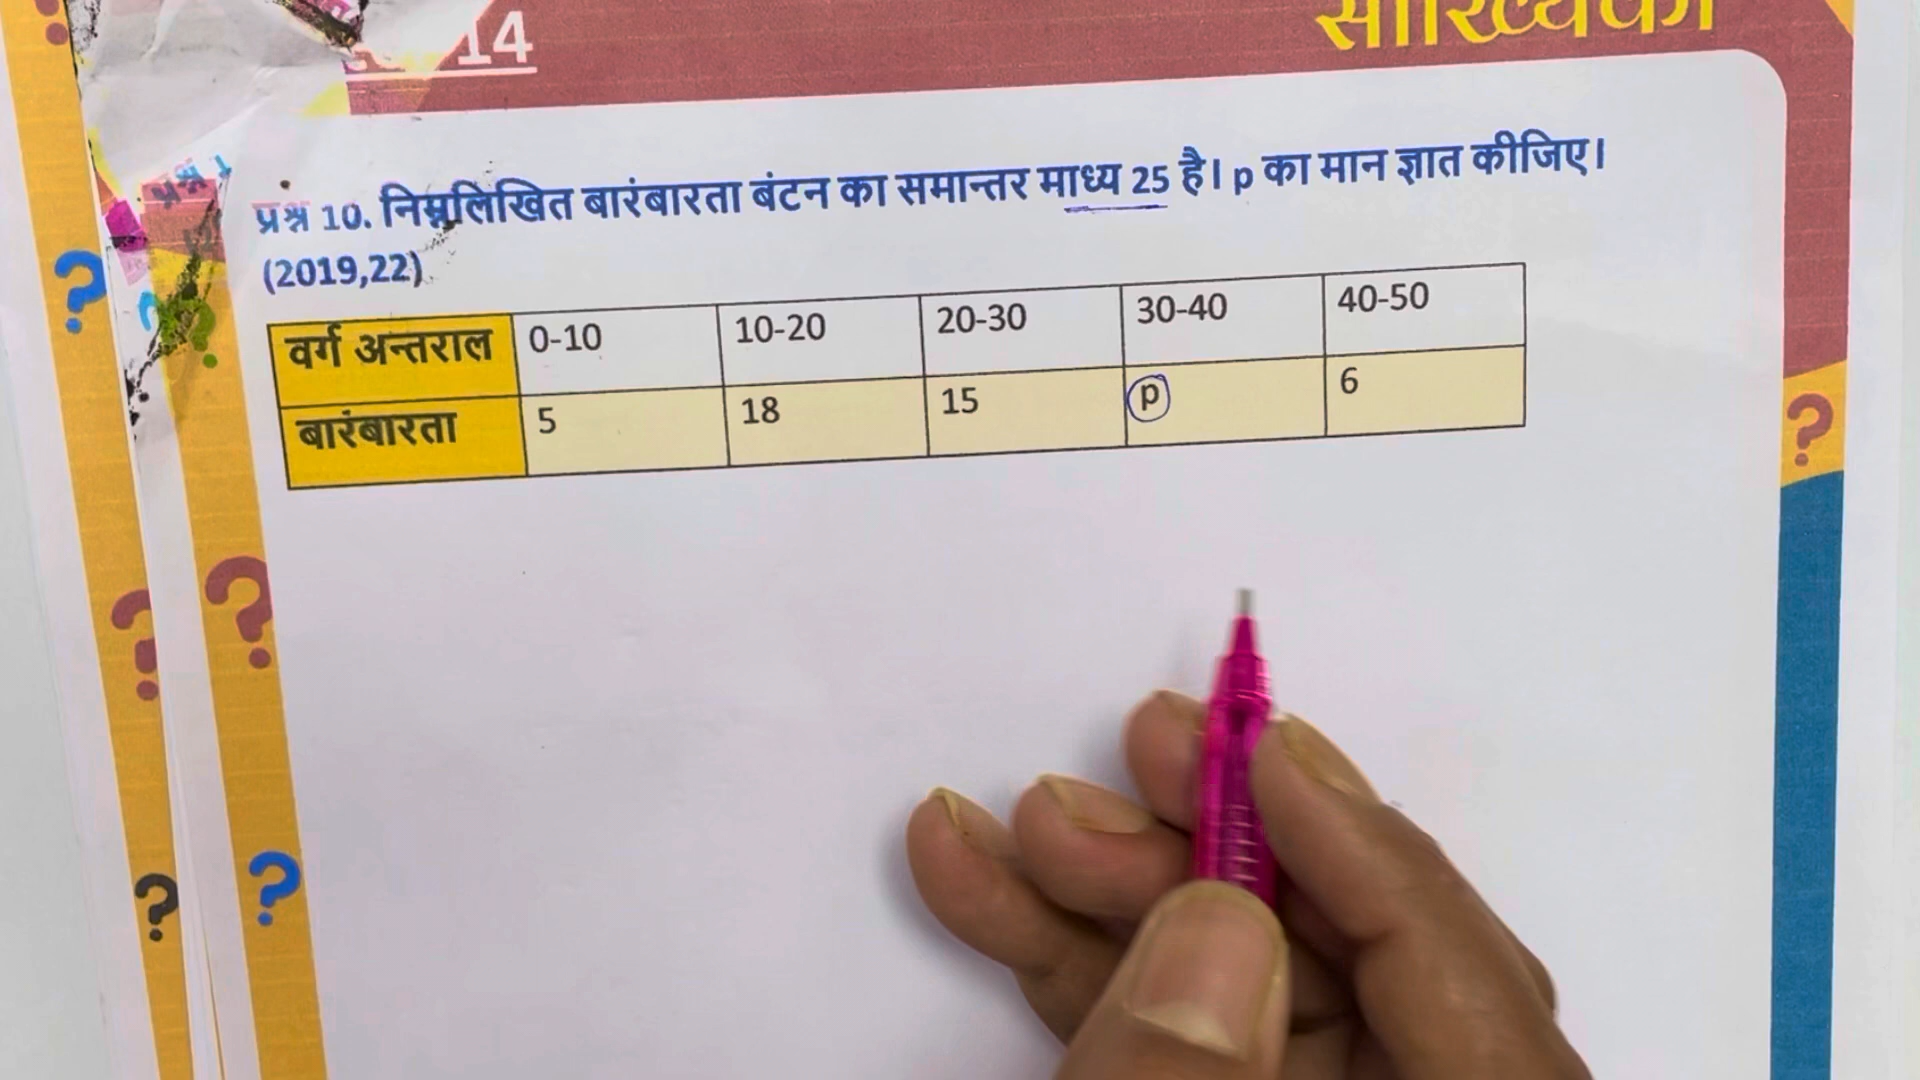 14
सांख्यिकी
प्रश्न 10. निम्नलिखित बारंबारता बंटन का समान्तर माध्य 25 है। p का मान ज्ञात कीजिए।
(2019,22)
वर्ग अन्तराल 0-10 10-20 20-30 30-40 40-50
बारंबारता 5 18 15 p 6